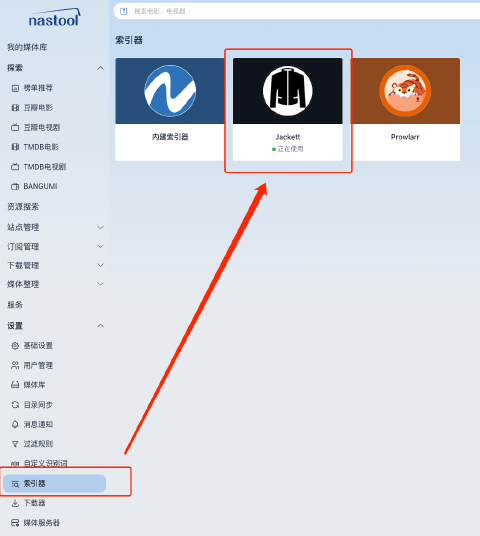 nastool
搜索电影、电视剧
我的媒体库
探索
榜单推荐
豆瓣电影
豆瓣电视剧
TMDB电影
TMDB电视剧
BANGUMI
资源搜索
站点管理
订阅管理
下载管理
媒体整理
服务
设置
基础设置
用户管理
媒体库
目录同步
消息通知
过滤规则
自定义识别词
索引器
下载器
媒体服务器
索引器
内建索引器
Jackett
正在使用
Prowlarr